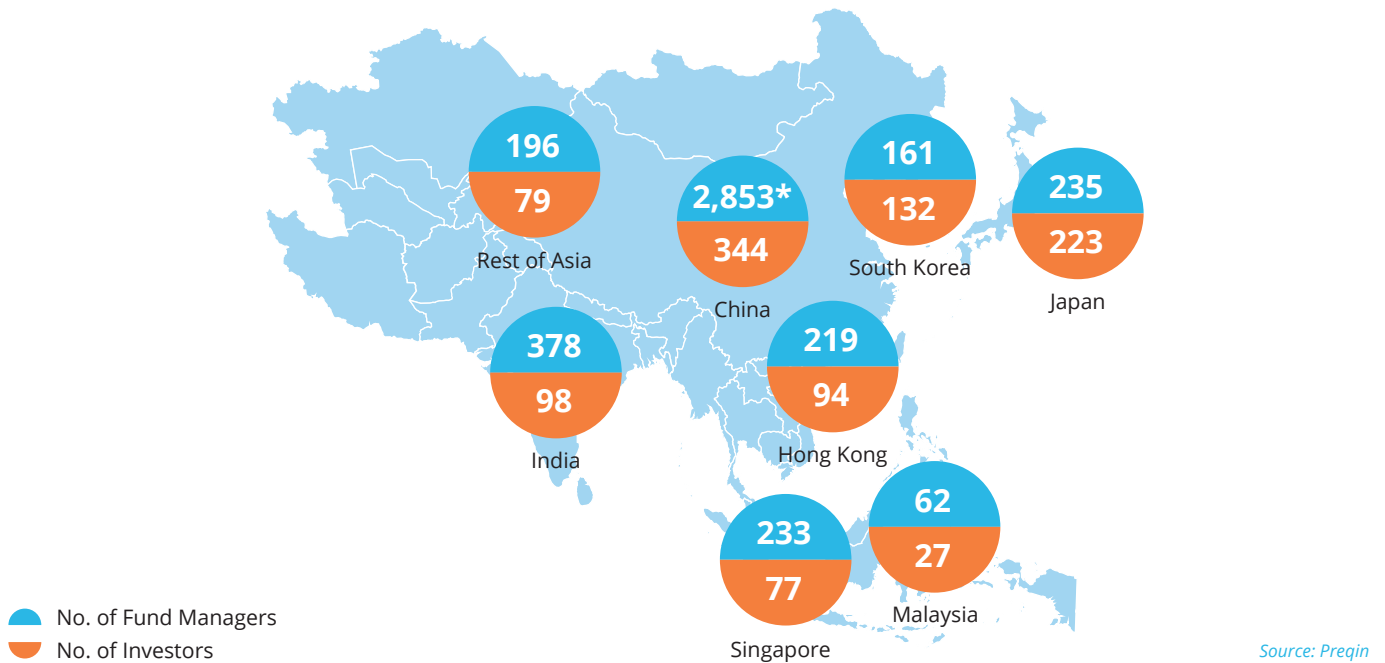 196
79
Rest of Asia
2,853*
344
China
161
132
South Korea
235
223
Japan
378
98
India
219
94
Hong Kong
233
77
Singapore
62
27
Malaysia
No. of Fund Managers
No. of Investors
Source: Preqin